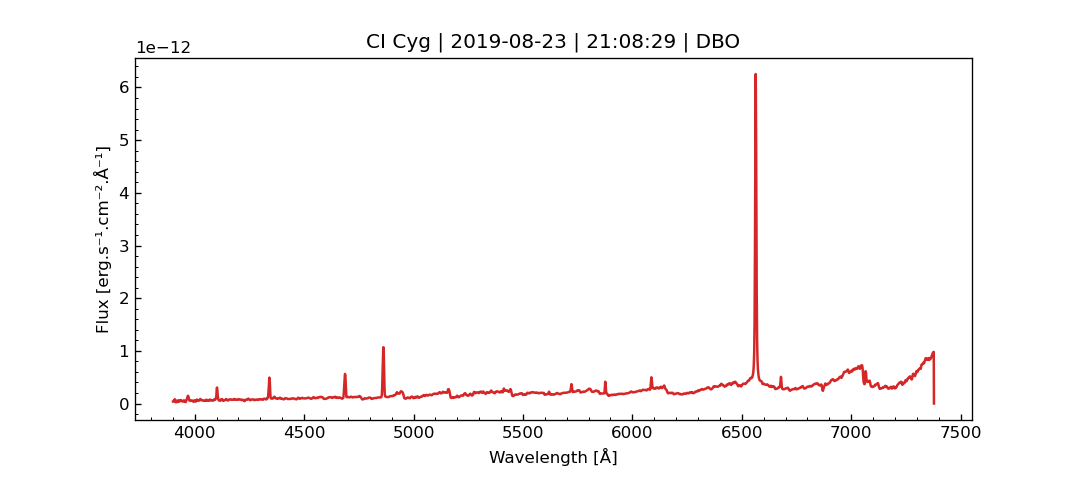 CI Cyg | 2019-08-23 | 21:08:29 | DBO
1e−12
6
5
4
3
2
1
0
Flux [erg.s⁻¹.cm⁻².Å⁻¹]
4000 4500 5000 5500 6000 6500 7000 7500
Wavelength [Å]